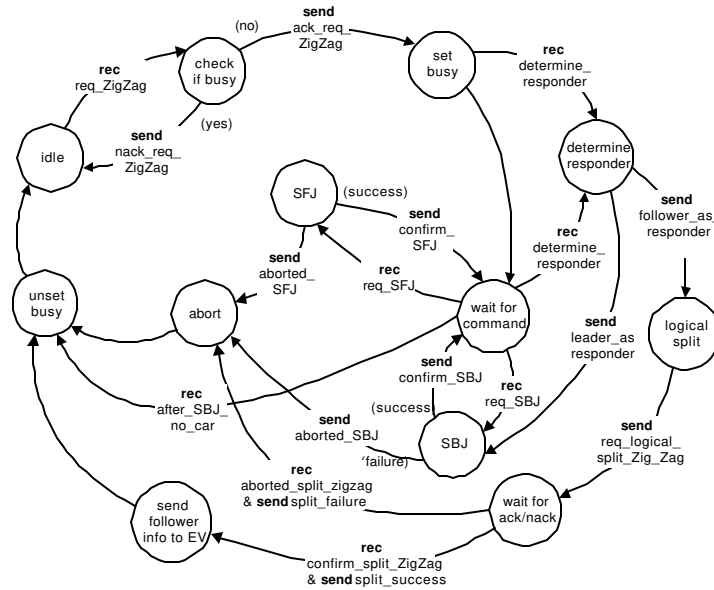 (no)
send
ack_req_
ZigZag
check
if busy
set
busy
rec
determine_
responder
rec
req_ZigZag
(yes)
send
nack_req_
ZigZag
idle
determine
responder
SFJ
(success)
send
confirm_
SFJ
send
follower_as_
responder
send
aborted_
SFJ
rec
req_SFJ
rec
determine_
responder
unset
busy
abort
wait for
command
logical
split
send
leader_as
responder
send
confirm_SBJ
rec
req_SBJ
rec
after_SBJ_
no_car
(success)
send
aborted_SBJ
(failure)
SBJ
send
req_logical_
split_Zig_Zag
rec
aborted_split_zigzag
& send split_failure
send
follower
info to EV
wait for
ack/nack
rec
confirm_split_ZigZag
& send split_success